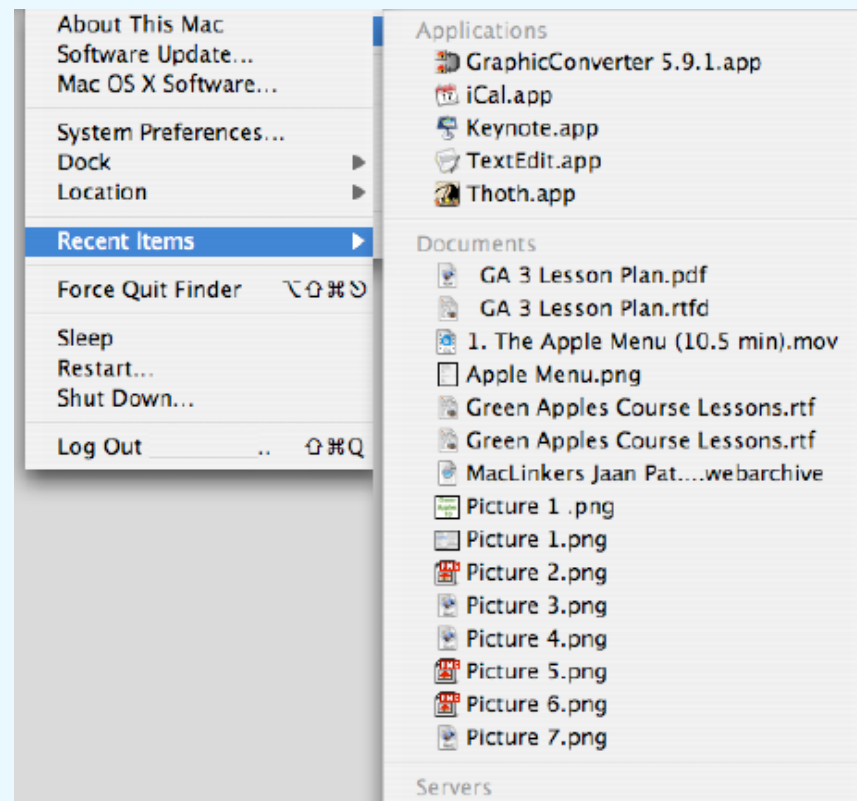 About This Mac
Software Update...
Mac OS X Software...
System Preferences...
Dock
Location
Recent Items
Force Quit Finder ⌥⇧⌘⎋
Sleep
Restart...
Shut Down...
Log Out .. ⇧⌘Q
Applications
GraphicConverter 5.9.1.app
iCal.app
Keynote.app
TextEdit.app
Thoth.app
Documents
GA 3 Lesson Plan.pdf
GA 3 Lesson Plan.rtfd
1. The Apple Menu (10.5 min).mov
Apple Menu.png
Green Apples Course Lessons.rtf
Green Apples Course Lessons.rtf
MacLinkers Jaan Pat....webarchive
Picture 1 .png
Picture 1.png
Picture 2.png
Picture 3.png
Picture 4.png
Picture 5.png
Picture 6.png
Picture 7.png
Servers